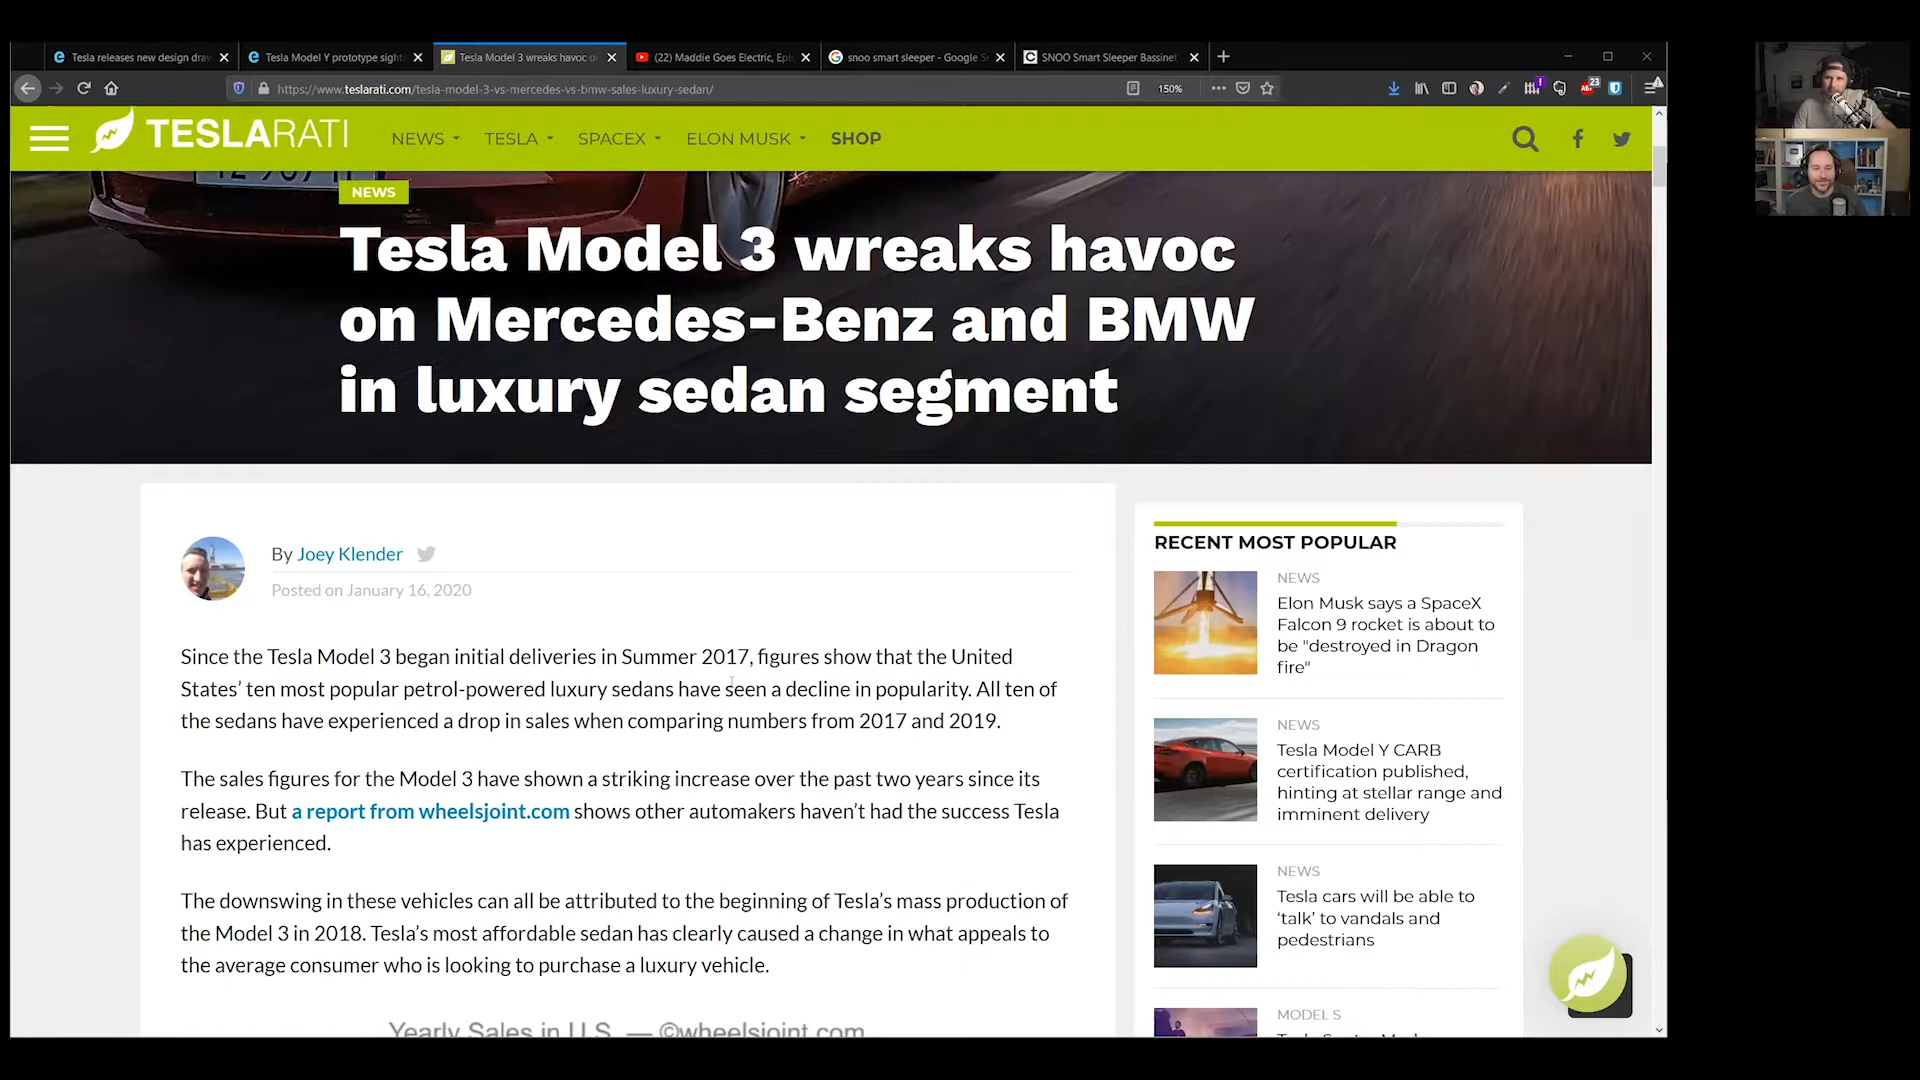 Tesla releases new design draw
Tesla Model Y prototype sight
Tesla Model 3 wreaks havoc o
(22) Maddie Goes Electric, Epi
snoo smart sleeper - Google S
SNOO Smart Sleeper Bassinet
https://www.teslarati.com/tesla-model-3-vs-mercedes-vs-bmw-sales-luxury-sedan/
150%
23
TESLARATI
NEWS
TESLA
SPACEX
ELON MUSK
SHOP
NEWS
Tesla Model 3 wreaks havoc
on Mercedes-Benz and BMW
in luxury sedan segment
By Joey Klender
Posted on January 16, 2020
Since the Tesla Model 3 began initial deliveries in Summer 2017, figures show that the United
States’ ten most popular petrol-powered luxury sedans have seen a decline in popularity. All ten of
the sedans have experienced a drop in sales when comparing numbers from 2017 and 2019.
The sales figures for the Model 3 have shown a striking increase over the past two years since its
release. But a report from wheelsjoint.com shows other automakers haven’t had the success Tesla
has experienced.
The downswing in these vehicles can all be attributed to the beginning of Tesla’s mass production of
the Model 3 in 2018. Tesla’s most affordable sedan has clearly caused a change in what appeals to
the average consumer who is looking to purchase a luxury vehicle.
Yearly Sales in U.S. — ©wheelsjoint.com
RECENT MOST POPULAR
NEWS
Elon Musk says a SpaceX
Falcon 9 rocket is about to
be "destroyed in Dragon
fire"
NEWS
Tesla Model Y CARB
certification published,
hinting at stellar range and
imminent delivery
NEWS
Tesla cars will be able to
‘talk’ to vandals and
pedestrians
MODEL S